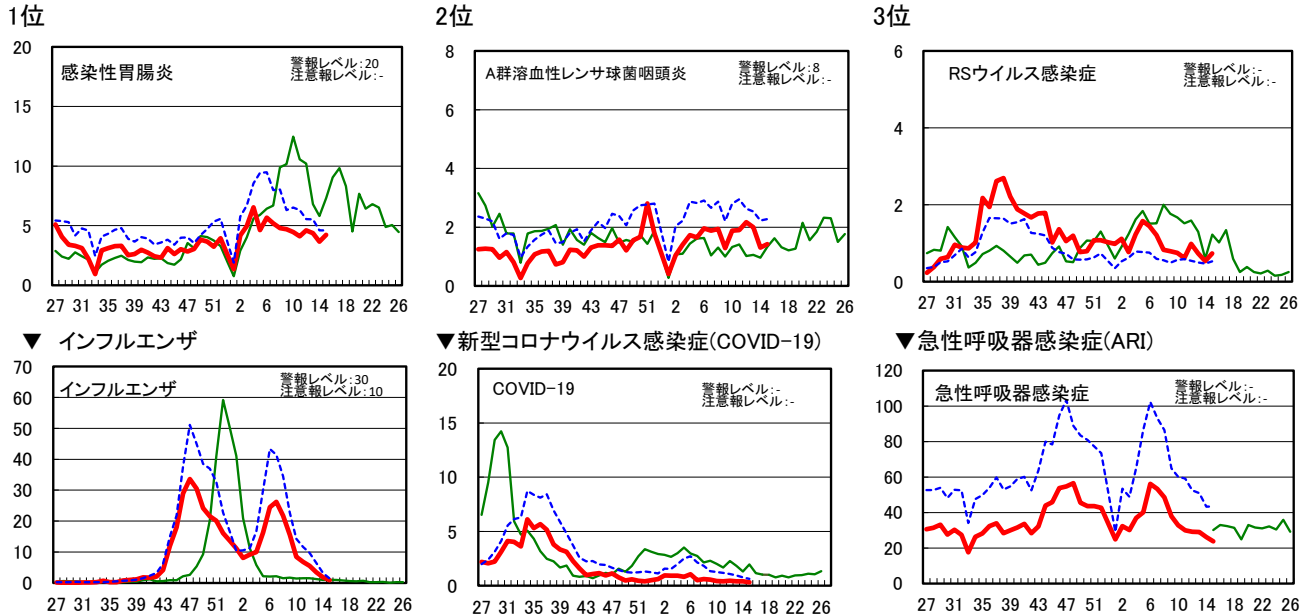 1位
20
15
10
5
0
感染性胃腸炎
警報レベル:20
注意報レベル:-
27 31 35 39 43 47 51 2 6 10 14 18 22 26
2位
8
6
4
2
0
A群溶血性レンサ球菌咽頭炎
警報レベル:8
注意報レベル:-
27 31 35 39 43 47 51 2 6 10 14 18 22 26
3位
6
4
2
0
RSウイルス感染症
警報レベル:-
注意報レベル:-
27 31 35 39 43 47 51 2 6 10 14 18 22 26
▼ インフルエンザ
70
60
50
40
30
20
10
0
インフルエンザ
警報レベル:30
注意報レベル:10
27 31 35 39 43 47 51 2 6 10 14 18 22 26
▼新型コロナウイルス感染症(COVID-19)
20
15
10
5
0
COVID-19
警報レベル:-
注意報レベル:-
27 31 35 39 43 47 51 2 6 10 14 18 22 26
▼急性呼吸器感染症(ARI)
120
100
80
60
40
20
0
急性呼吸器感染症
警報レベル:-
注意報レベル:-
27 31 35 39 43 47 51 2 6 10 14 18 22 26